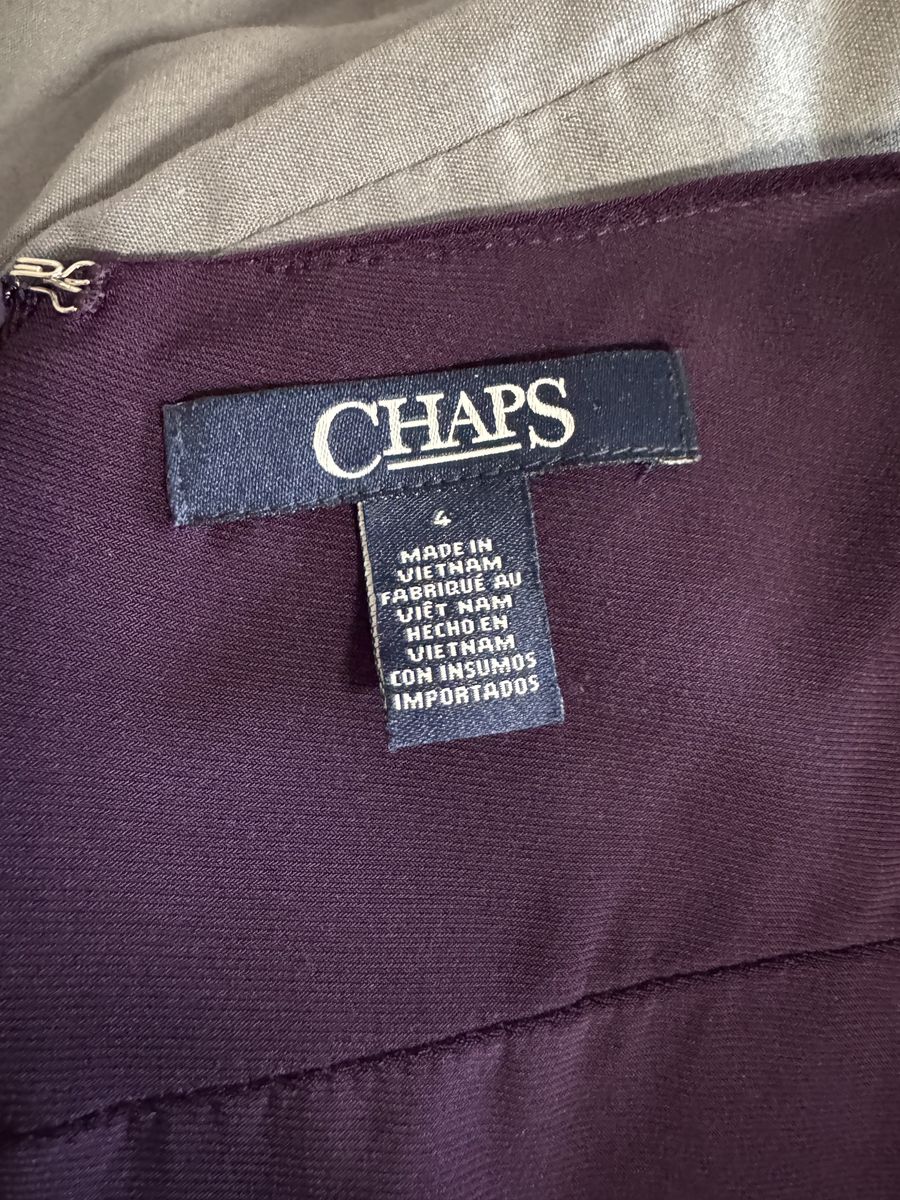 CHAPS
4
MADE IN
VIETNAM
FABRIQUÉ AU
VIÊT NAM
HECHO EN
VIETNAM
CON INSUMOS
IMPORTADOS